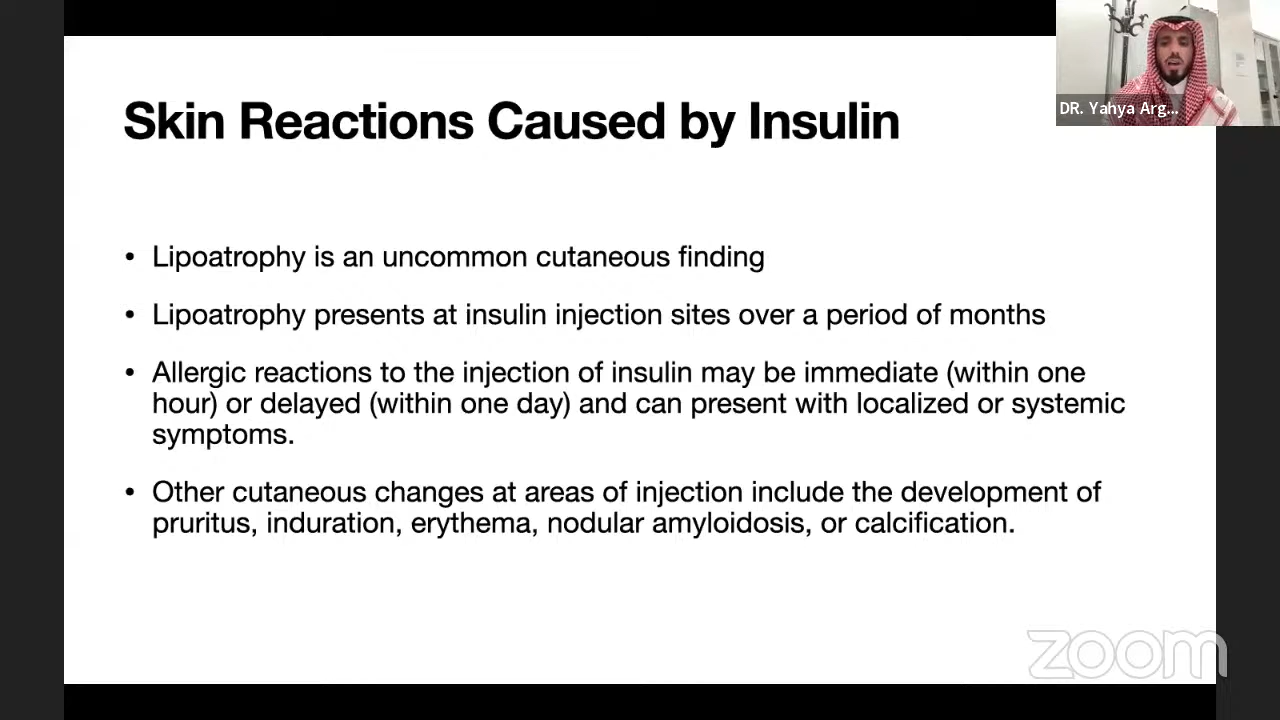 DR. Yahya Arg...
Skin Reactions Caused by Insulin
• Lipoatrophy is an uncommon cutaneous finding
• Lipoatrophy presents at insulin injection sites over a period of months
• Allergic reactions to the injection of insulin may be immediate (within one
hour) or delayed (within one day) and can present with localized or systemic
symptoms.
• Other cutaneous changes at areas of injection include the development of
pruritus, induration, erythema, nodular amyloidosis, or calcification.
zoom